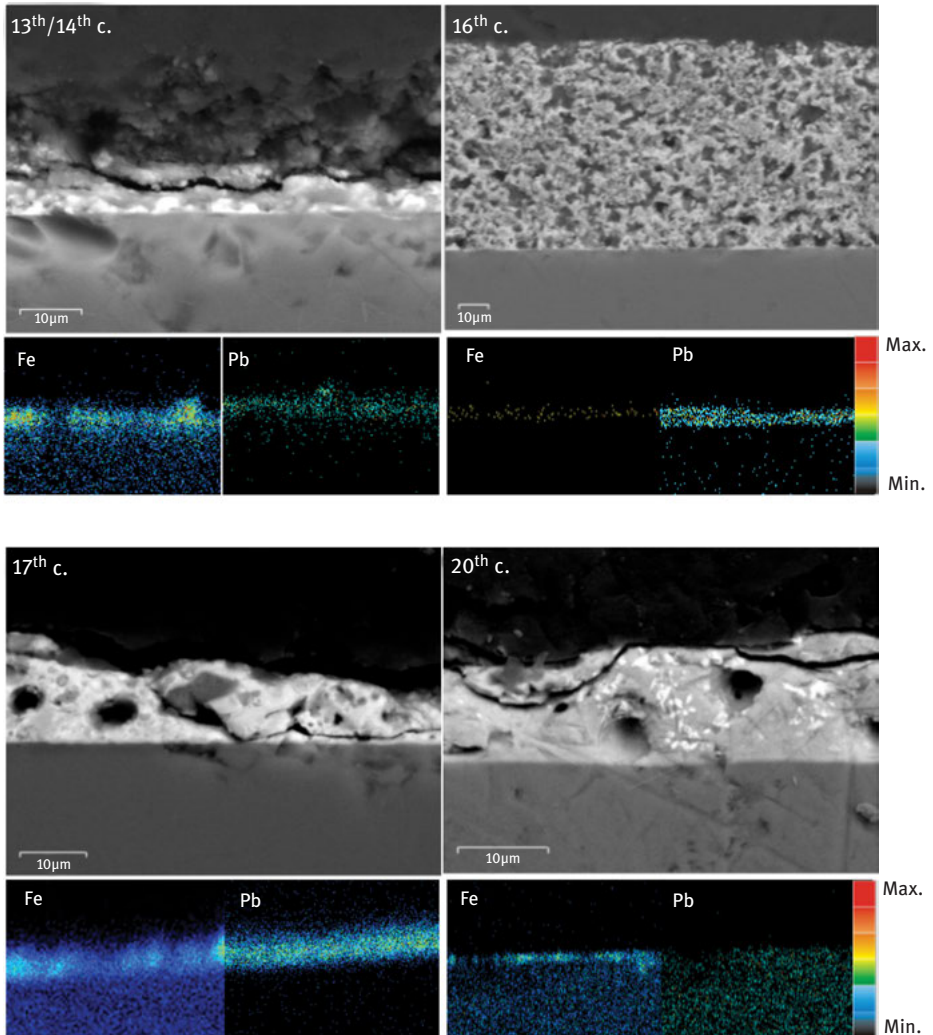 13th/14th c.
16th c.
10µm
10µm
Fe
Pb
Fe
Pb
Max.
Min.
17th c.
20th c.
10µm
10µm
Fe
Pb
Fe
Pb
Max.
Min.